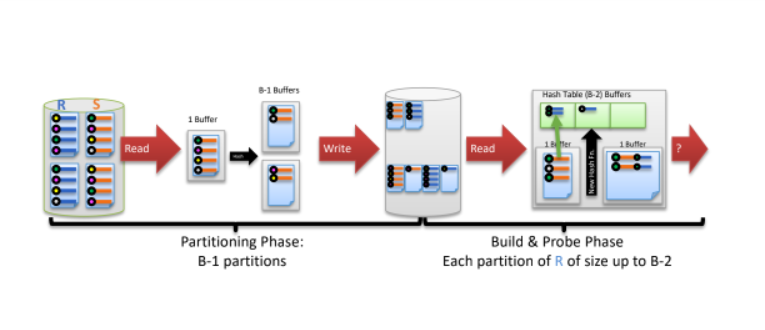 R S
B-1 Buffers
Hash Table (B-2) Buffers
1 Buffer
Read
Write
Read
1 Buffer
1 Buffer
?
New Hash Fn.
Partitioning Phase:
B-1 partitions
Build & Probe Phase
Each partition of R of size up to B-2